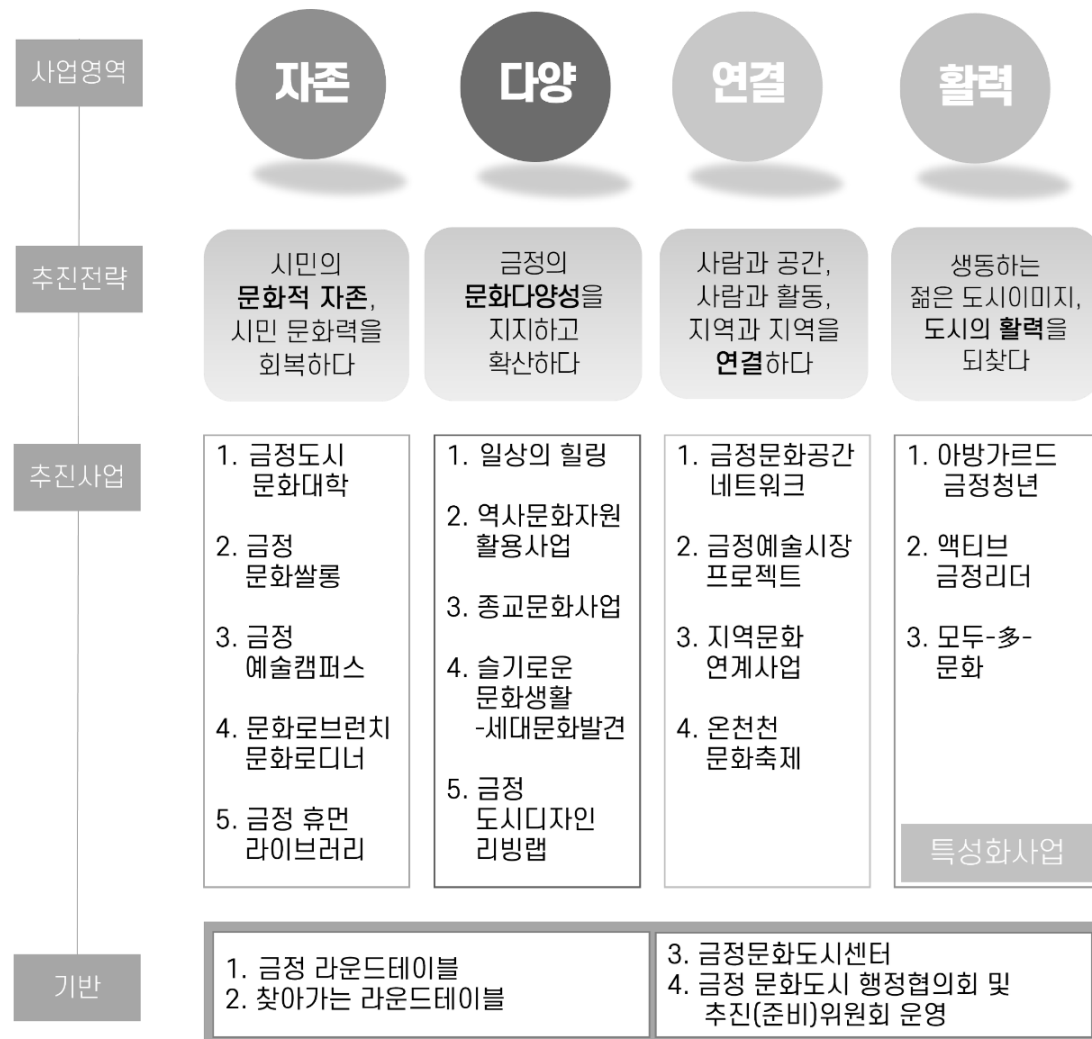 사업영역
자존
다양
연결
활력
추진전략
시민의
문화적 자존,
시민 문화력을
회복하다
금정의
문화다양성을
지지하고
확산하다
사람과 공간,
사람과 활동,
지역과 지역을
연결하다
생동하는
젊은 도시이미지,
도시의 활력을
되찾다
추진사업
1. 금정도시
문화대학
2. 금정
문화쌀롱
3. 금정
예술캠퍼스
4. 문화로브런치
문화로디너
5. 금정 휴먼
라이브러리
1. 일상의 힐링
2. 역사문화자원
활용사업
3. 종교문화사업
4. 슬기로운
문화생활
-세대문화발견
5. 금정
도시디자인
리빙랩
1. 금정문화공간
네트워크
2. 금정예술시장
프로젝트
3. 지역문화
연계사업
4. 온천천
문화축제
1. 아방가르드
금정청년
2. 액티브
금정리더
3. 모두-多-
문화
특성화사업
기반
1. 금정 라운드테이블
2. 찾아가는 라운드테이블
3. 금정문화도시센터
4. 금정 문화도시 행정협의회 및
추진(준비)위원회 운영